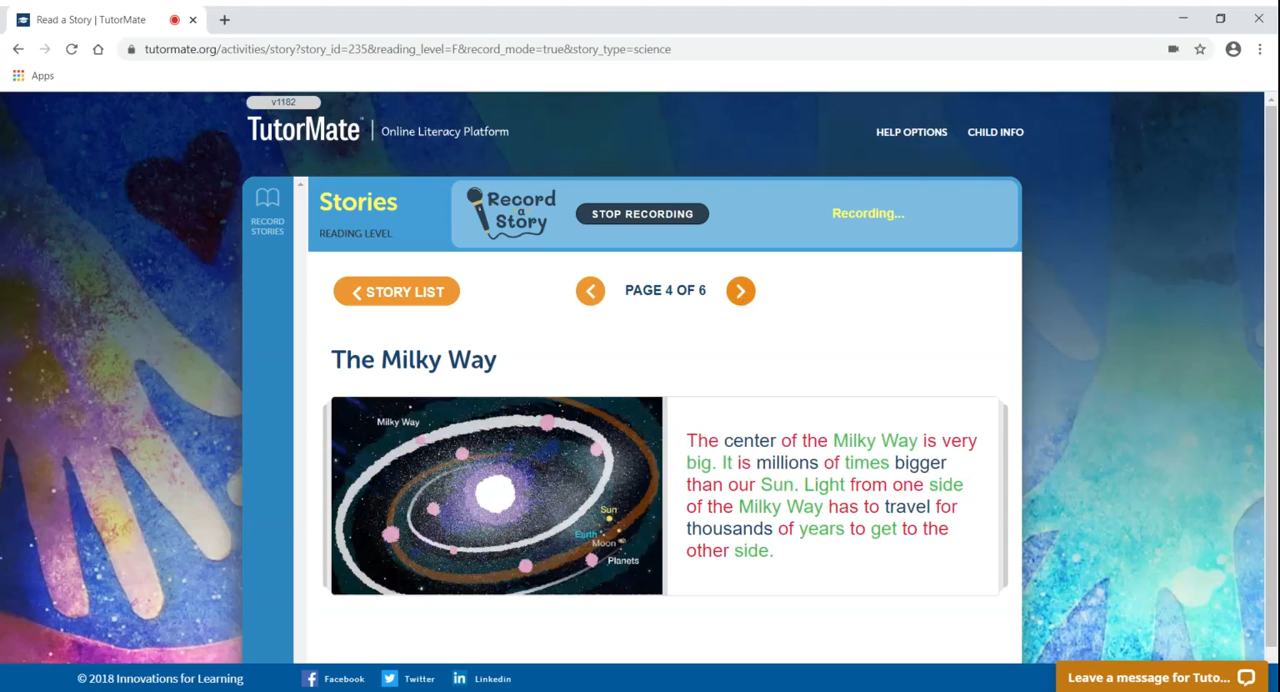 Read a Story | TutorMate
tutormate.org/activities/story?story_id=235&reading_level=F&record_mode=true&story_type=science
Apps
v1182
TutorMate™ | Online Literacy Platform
HELP OPTIONS CHILD INFO
RECORD
STORIES
Stories
READING LEVEL
Record
a
Story
STOP RECORDING
Recording...
STORY LIST
PAGE 4 OF 6
The Milky Way
Milky Way
Sun
Earth
Moon
Planets
The center of the Milky Way is very
big. It is millions of times bigger
than our Sun. Light from one side
of the Milky Way has to travel for
thousands of years to get to the
other side.
© 2018 Innovations for Learning
Facebook Twitter Linkedin
Leave a message for Tuto...